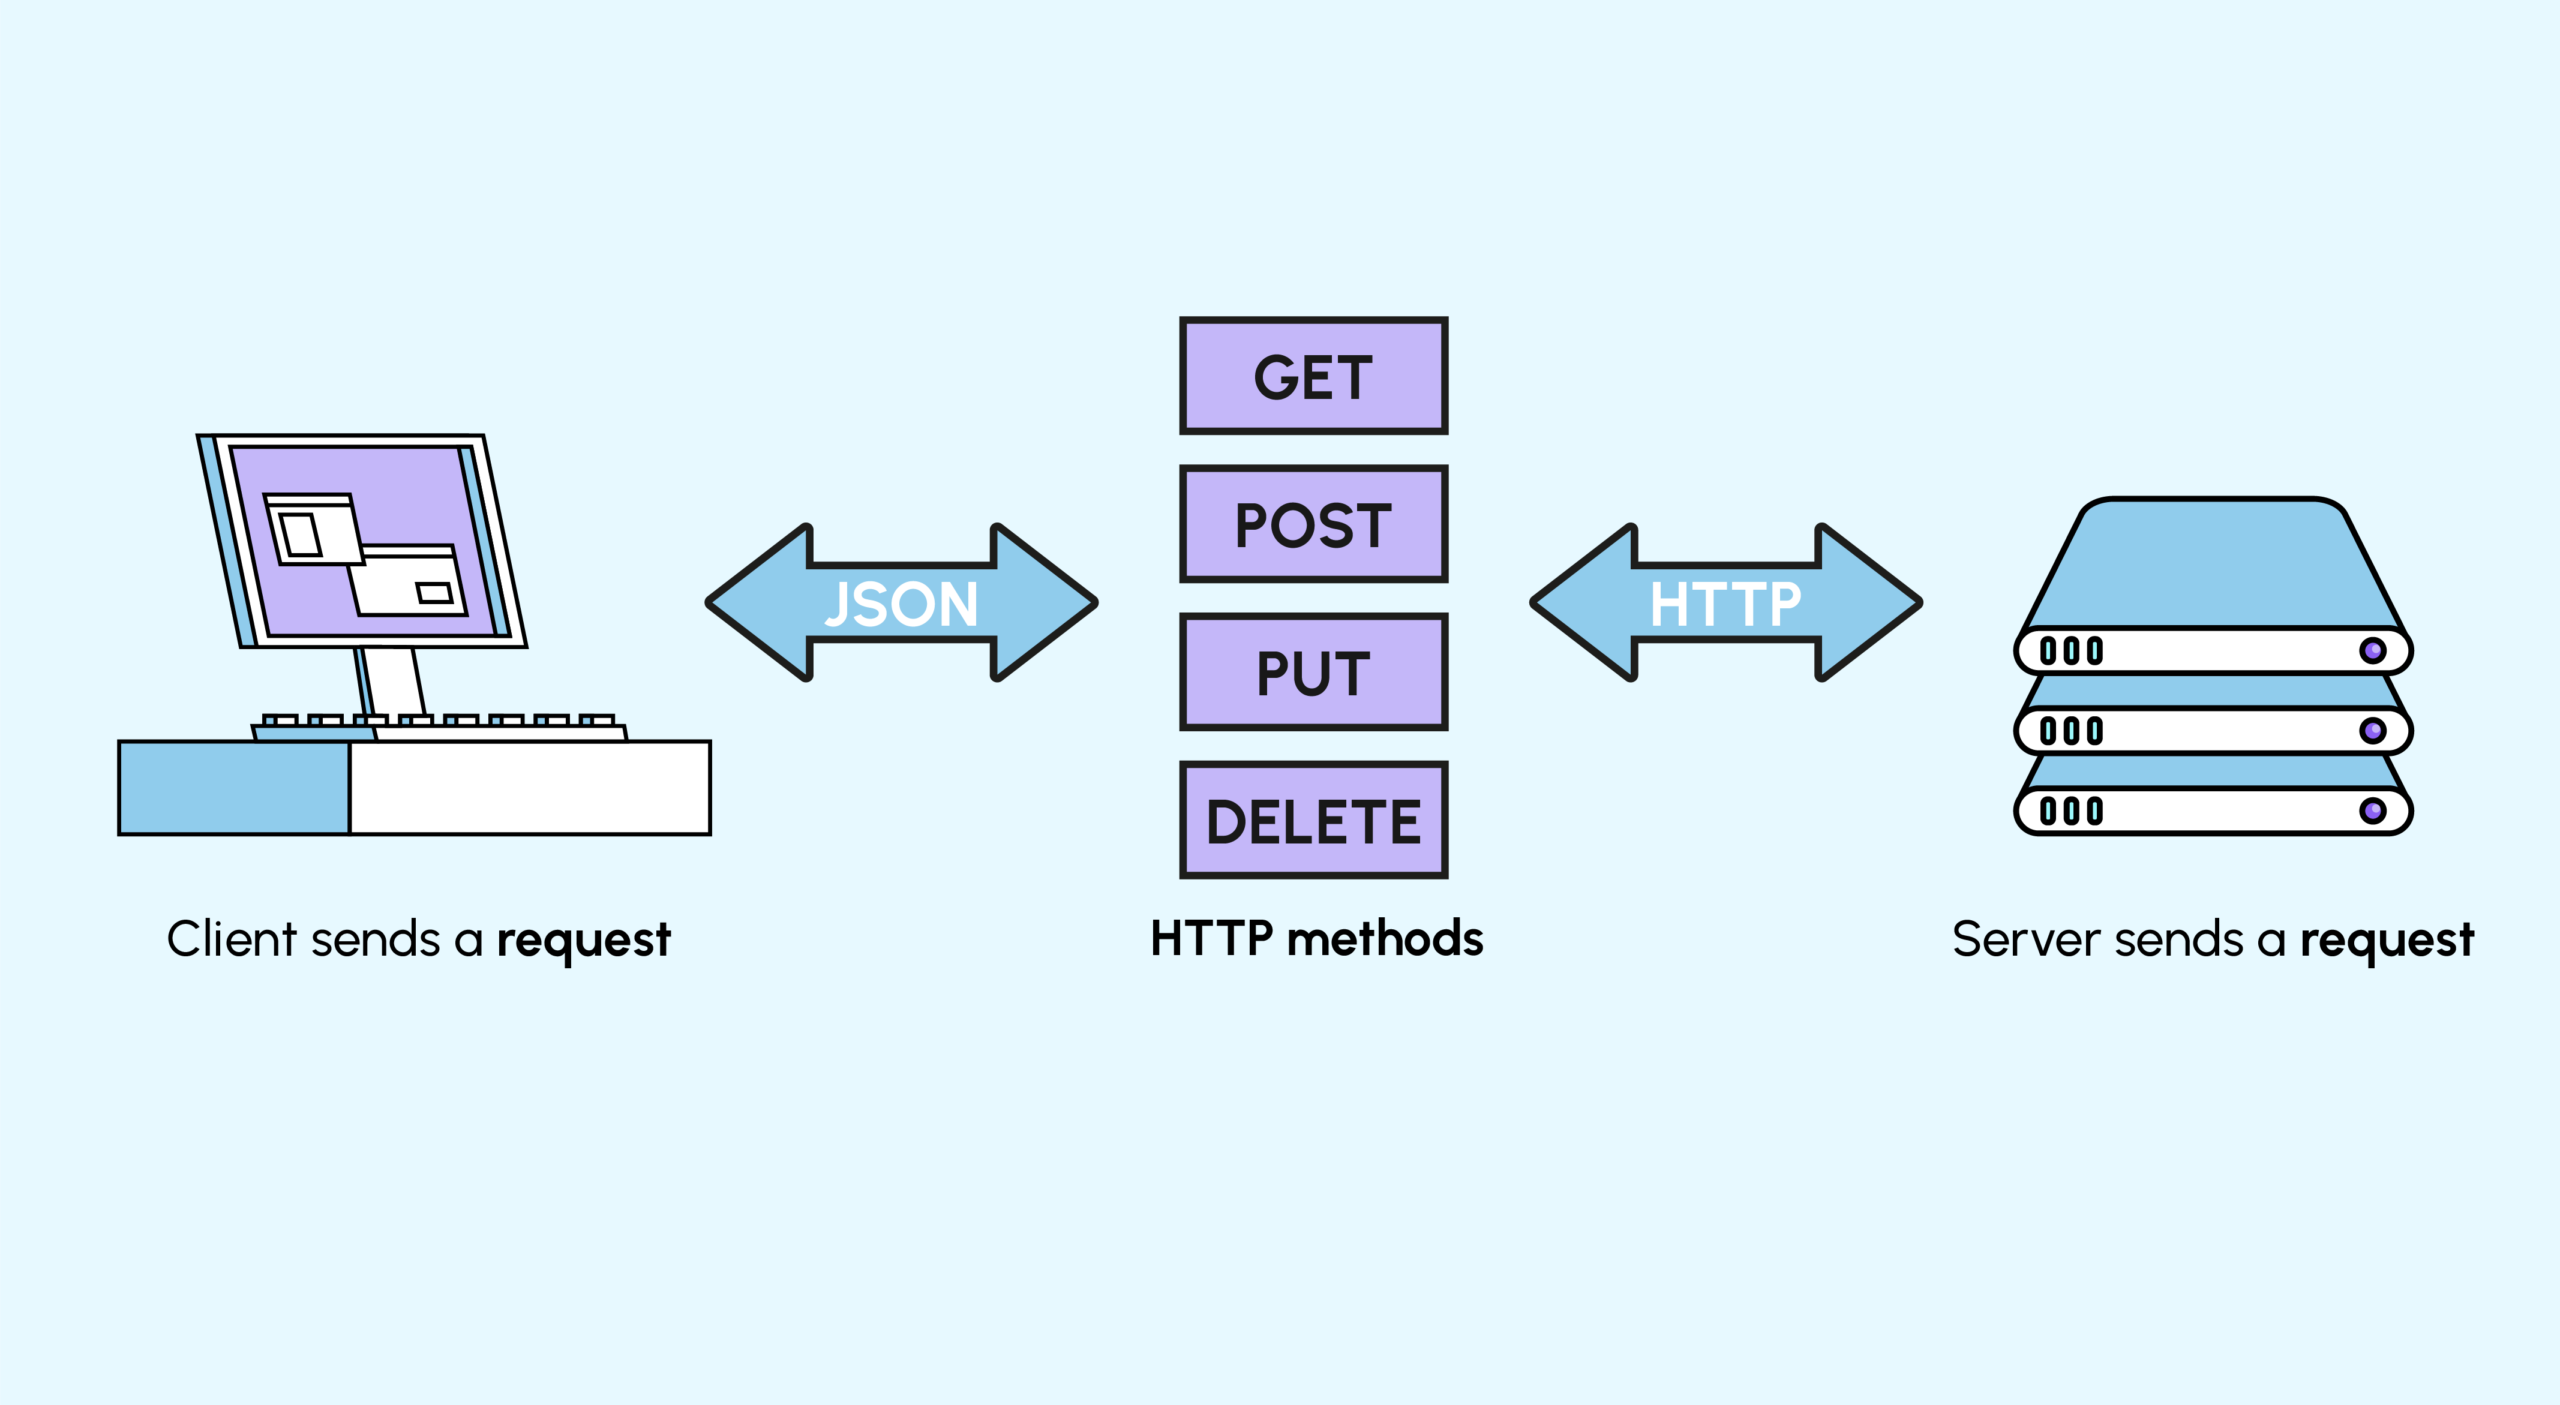 GET
POST
JSON
HTTP
PUT
DELETE
Client sends a request
HTTP methods
Server sends a request